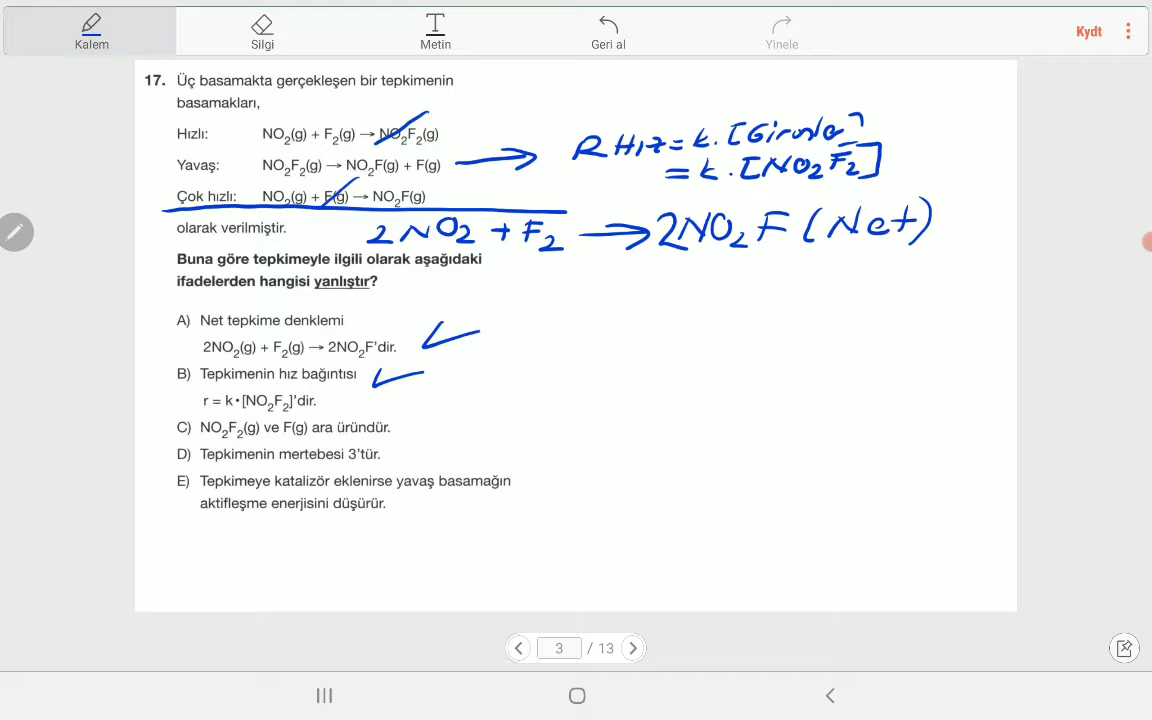 Kalem
Silgi
Metin
Geri al
Yinele
Kydt
17. Üç basamakta gerçekleşen bir tepkimenin
basamakları,
Hızlı: NO₂(g) + F₂(g) → NO₂F₂(g)
Yavaş: NO₂F₂(g) → NO₂F(g) + F(g)
Çok hızlı: NO₂(g) + F(g) → NO₂F(g)
R Hız = k. [Girenler]
= k. [NO₂F₂]
2NO₂ + F₂ → 2NO₂F (Net)
olarak verilmiştir.
Buna göre tepkimeyle ilgili olarak aşağıdaki
ifadelerden hangisi yanlıştır?
A) Net tepkime denklemi
2NO₂(g) + F₂(g) → 2NO₂F'dir.
B) Tepkimenin hız bağıntısı
r = k • [NO₂F₂]'dir.
C) NO₂F₂(g) ve F(g) ara üründür.
D) Tepkimenin mertebesi 3'tür.
E) Tepkimeye katalizör eklenirse yavaş basamağın
aktifleşme enerjisini düşürür.
3 / 13